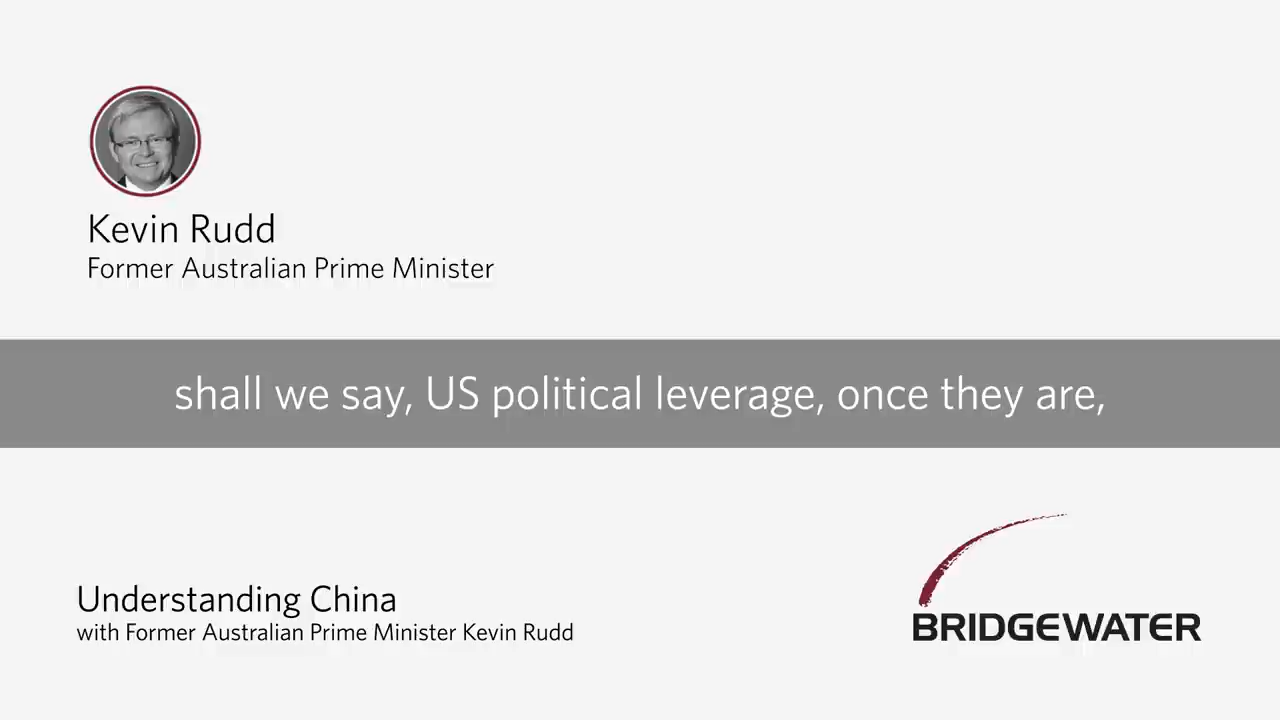 Kevin Rudd
Former Australian Prime Minister
shall we say, US political leverage, once they are,
Understanding China
with Former Australian Prime Minister Kevin Rudd
BRIDGEWATER